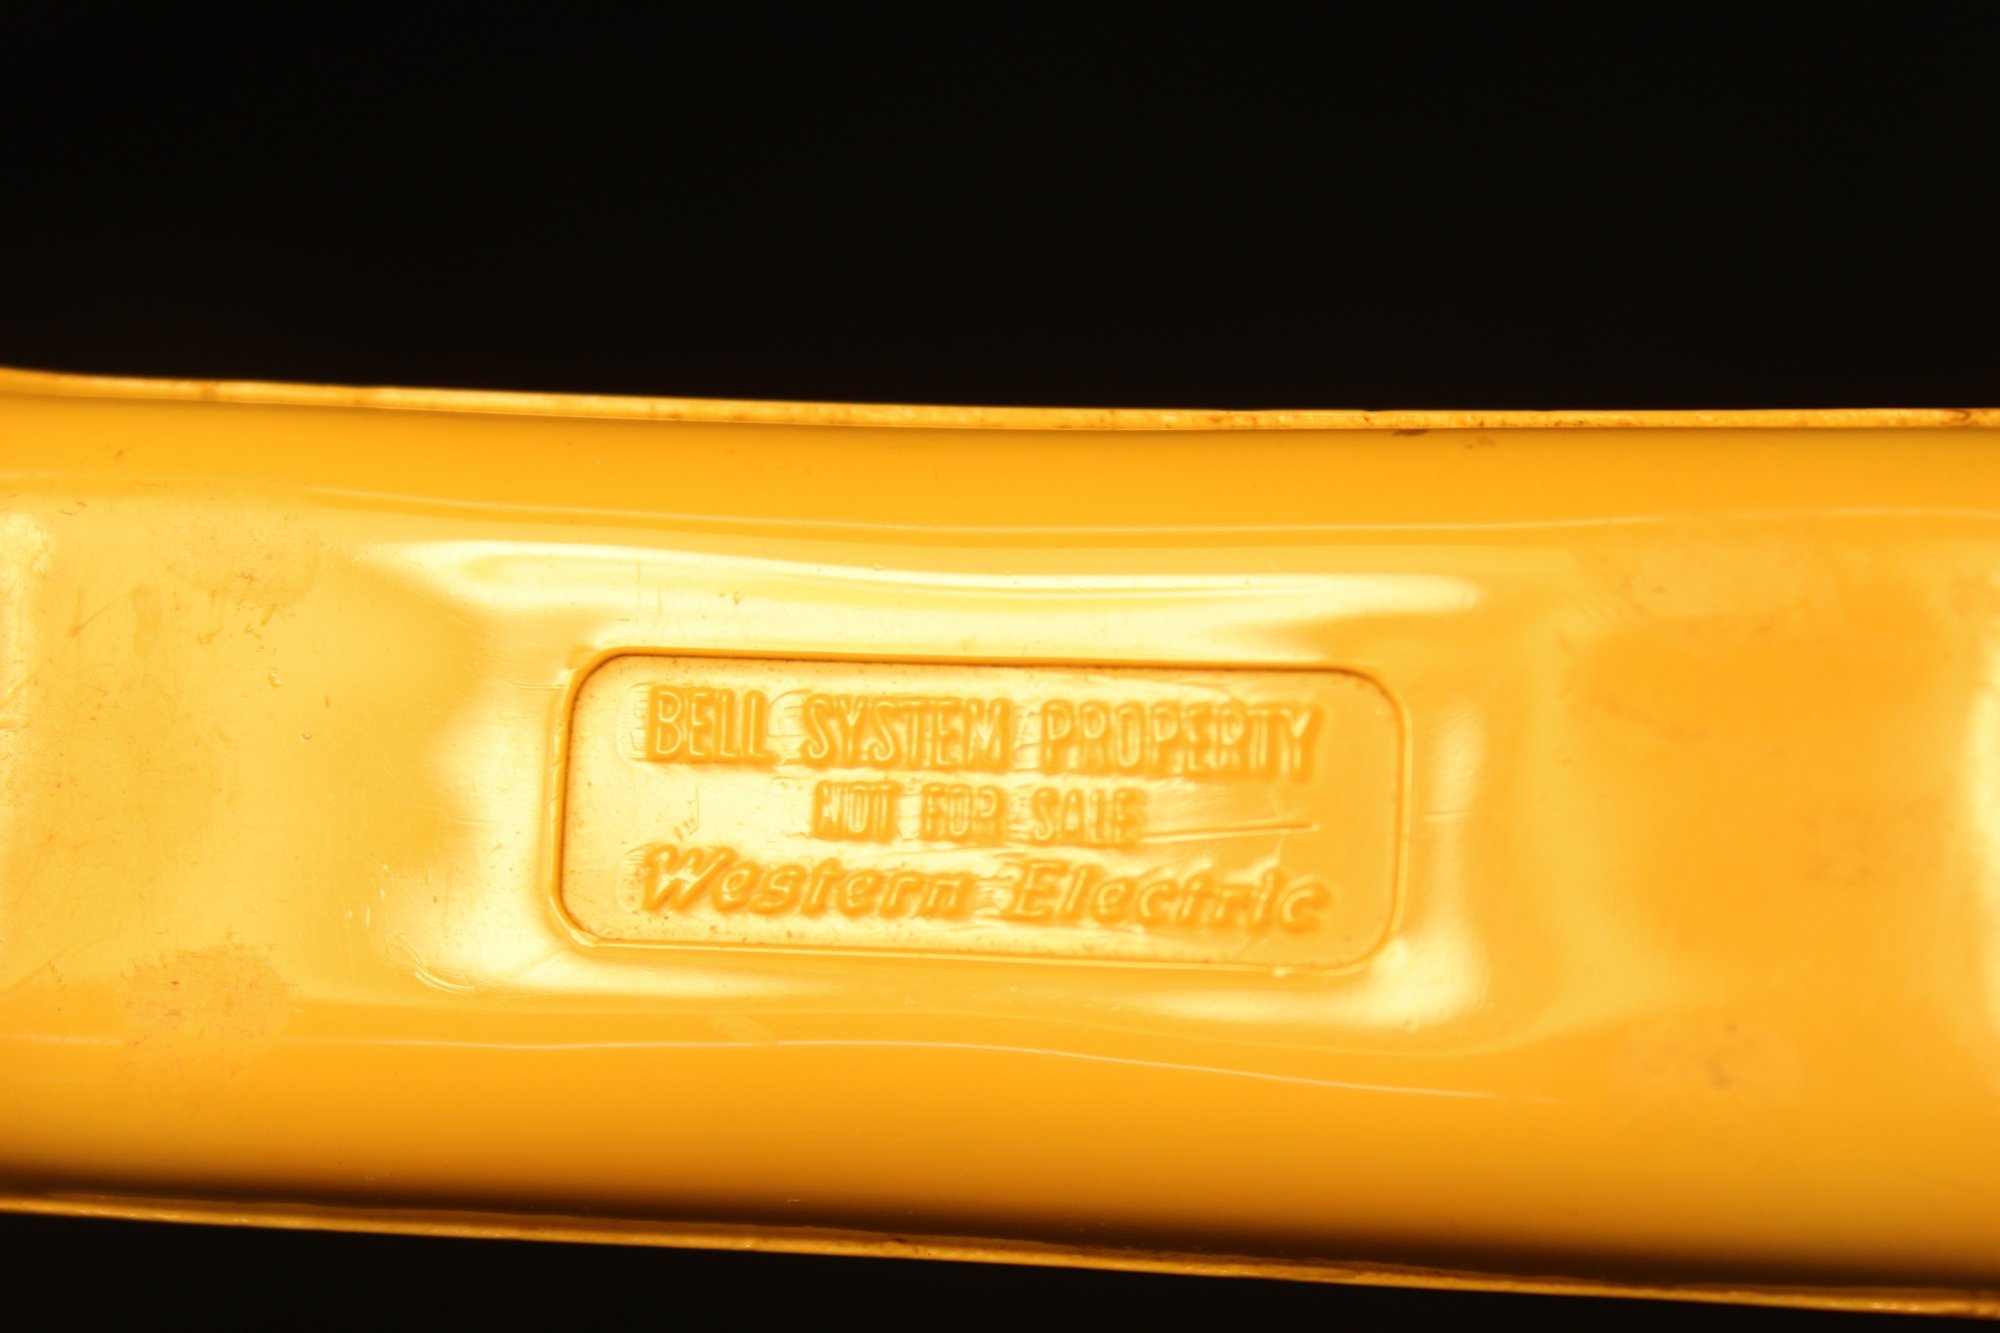 BELL SYSTEM PROPERTY
NOT FOR SALE
Western Electric